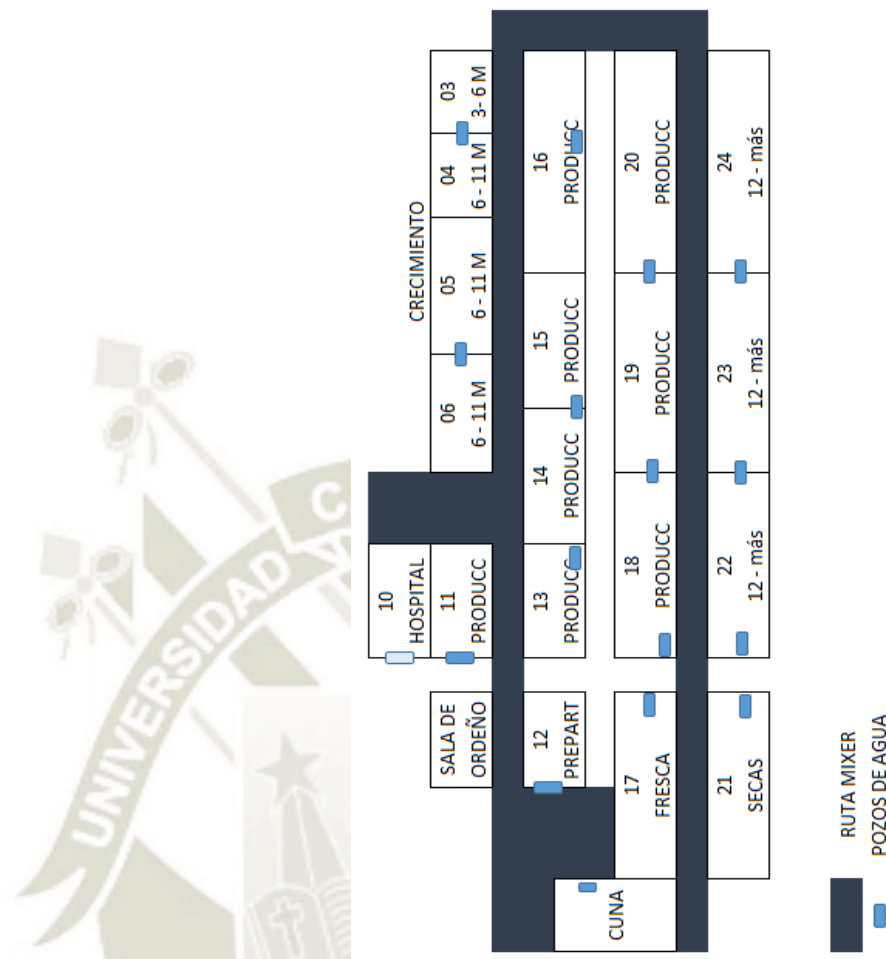 UNIVERSIDAD C
10
HOSPITAL
CRECIMIENTO
SALA DE
ORDEÑO
11
PRODUCC
06
6 - 11 M
05
6 - 11 M
04
6 - 11 M
03
3- 6 M
12
PREPART
13
PRODUCC
14
PRODUCC
15
PRODUCC
16
PRODUCC
CUNA
17
FRESCA
18
PRODUCC
19
PRODUCC
20
PRODUCC
21
SECAS
22
12 - más
23
12 - más
24
12 - más
RUTA MIXER
POZOS DE AGUA